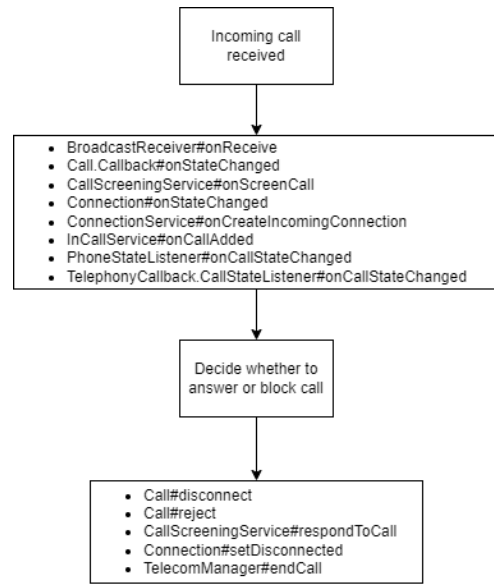 Incoming call
received
• BroadcastReceiver#onReceive
• Call.Callback#onStateChanged
• CallScreeningService#onScreenCall
• Connection#onStateChanged
• ConnectionService#onCreateIncomingConnection
• InCallService#onCallAdded
• PhoneStateListener#onCallStateChanged
• TelephonyCallback.CallStateListener#onCallStateChanged
Decide whether to
answer or block call
• Call#disconnect
• Call#reject
• CallScreeningService#respondToCall
• Connection#setDisconnected
• TelecomManager#endCall